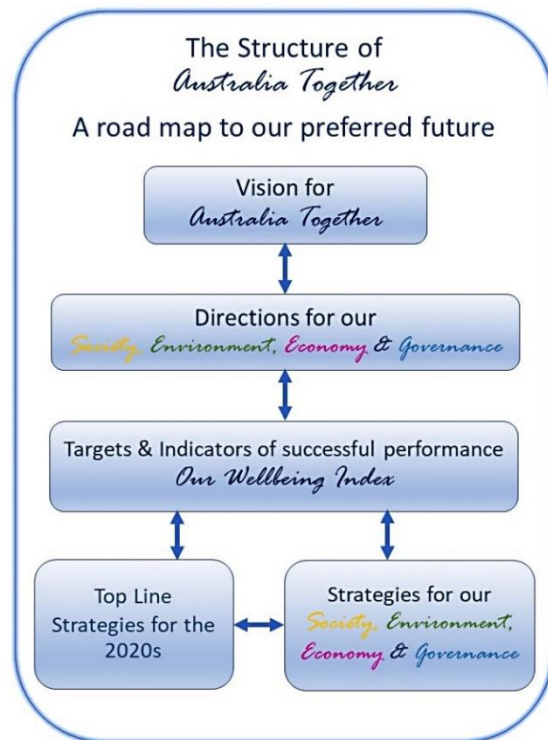 The Structure of
Australia Together
A road map to our preferred future
Vision for
Australia Together
Directions for our
Society, Environment, Economy & Governance
Targets & Indicators of successful performance
Our Wellbeing Index
Top Line
Strategies for the
2020s
Strategies for our
Society, Environment,
Economy & Governance